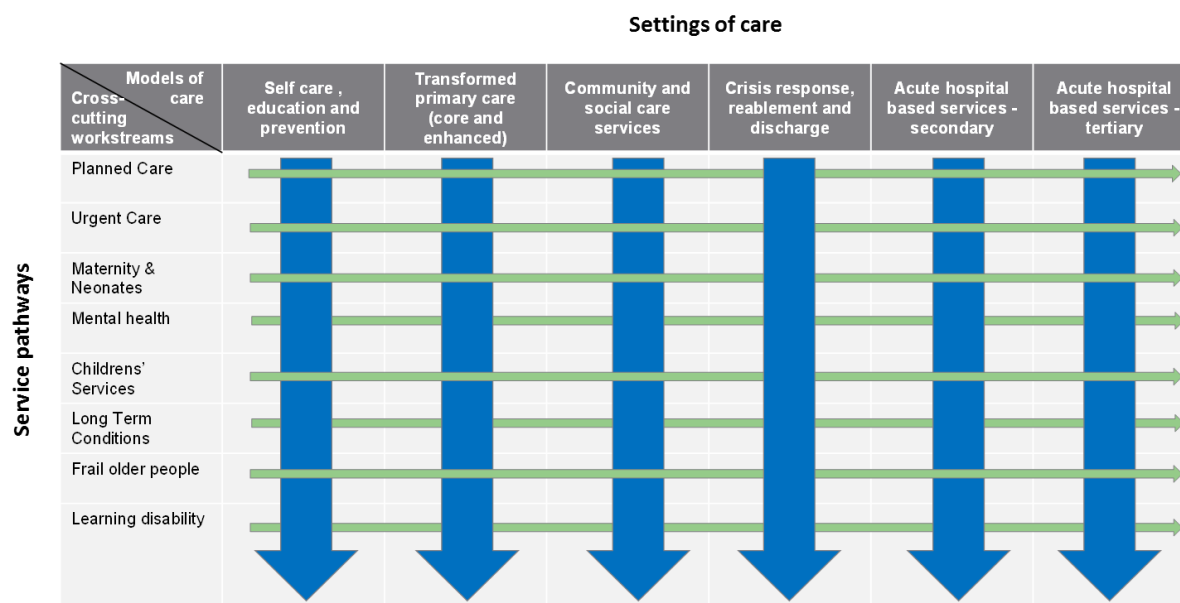 Settings of care
Models of
care
Cross-
cutting
workstreams
Self care ,
education and
prevention
Transformed
primary care
(core and
enhanced)
Community and
social care
services
Crisis response,
reablement and
discharge
Acute hospital
based services -
secondary
Acute hospital
based services -
tertiary
Service pathways
Planned Care
Urgent Care
Maternity &
Neonates
Mental health
Childrens’
Services
Long Term
Conditions
Frail older people
Learning disability